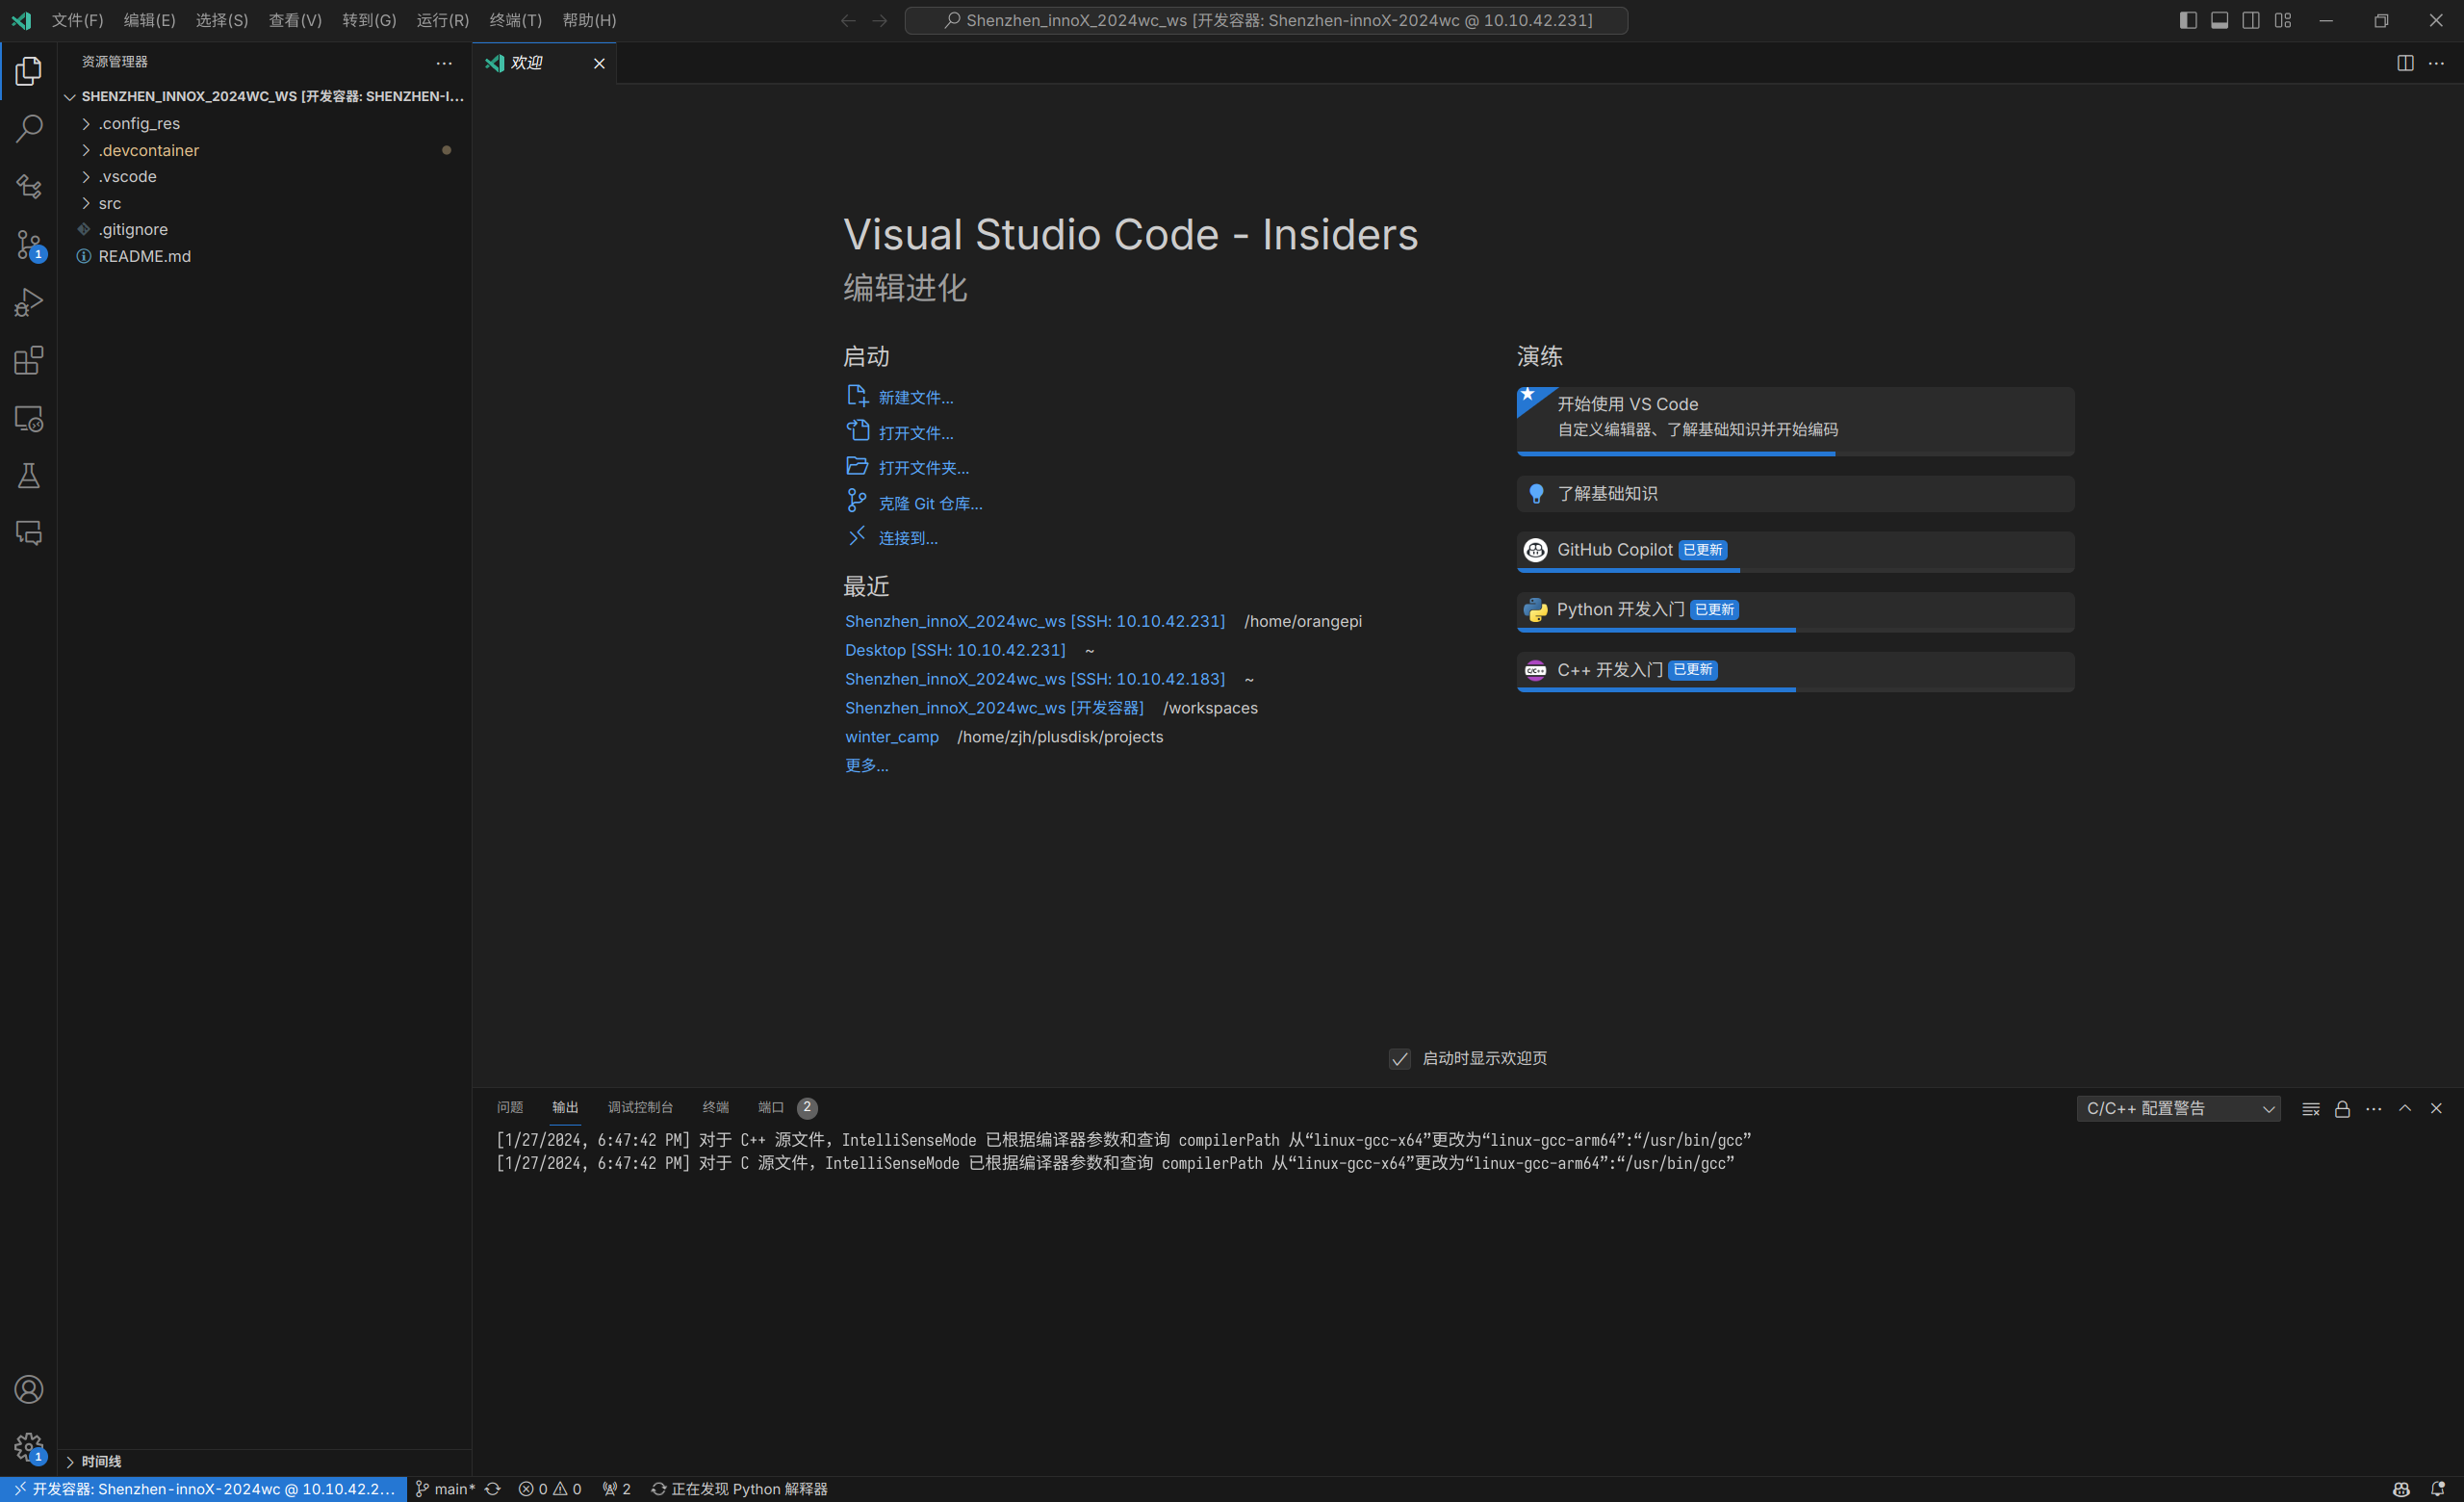 文件(F) 编辑(E) 选择(S) 查看(V) 转到(G) 运行(R) 终端(T) 帮助(H)
Shenzhen_innoX_2024wc_ws [开发容器: Shenzhen-innoX-2024wc @ 10.10.42.231]
资源管理器
SHENZHEN_INNOX_2024WC_WS [开发容器: SHENZHEN-I...
.config_res
.devcontainer
.vscode
src
.gitignore
README.md
1
欢迎
Visual Studio Code - Insiders
编辑进化
启动
新建文件...
打开文件...
打开文件夹...
克隆 Git 仓库...
连接到...
最近
Shenzhen_innoX_2024wc_ws [SSH: 10.10.42.231] /home/orangepi
Desktop [SSH: 10.10.42.231] ~
Shenzhen_innoX_2024wc_ws [SSH: 10.10.42.183] ~
Shenzhen_innoX_2024wc_ws [开发容器] /workspaces
winter_camp /home/zjh/plusdisk/projects
更多...
演练
开始使用 VS Code
自定义编辑器、了解基础知识并开始编码
了解基础知识
GitHub Copilot 已更新
Python 开发入门 已更新
C/C++ C++ 开发入门 已更新
启动时显示欢迎页
问题 输出 调试控制台 终端 端口 2
C/C++ 配置警告
[1/27/2024, 6:47:42 PM] 对于 C++ 源文件，IntelliSenseMode 已根据编译器参数和查询 compilerPath 从“linux-gcc-x64”更改为“linux-gcc-arm64”:“/usr/bin/gcc”
[1/27/2024, 6:47:42 PM] 对于 C 源文件，IntelliSenseMode 已根据编译器参数和查询 compilerPath 从“linux-gcc-x64”更改为“linux-gcc-arm64”:“/usr/bin/gcc”
1
时间线
开发容器: Shenzhen-innoX-2024wc @ 10.10.42.2... main* 0 0 2 正在发现 Python 解释器